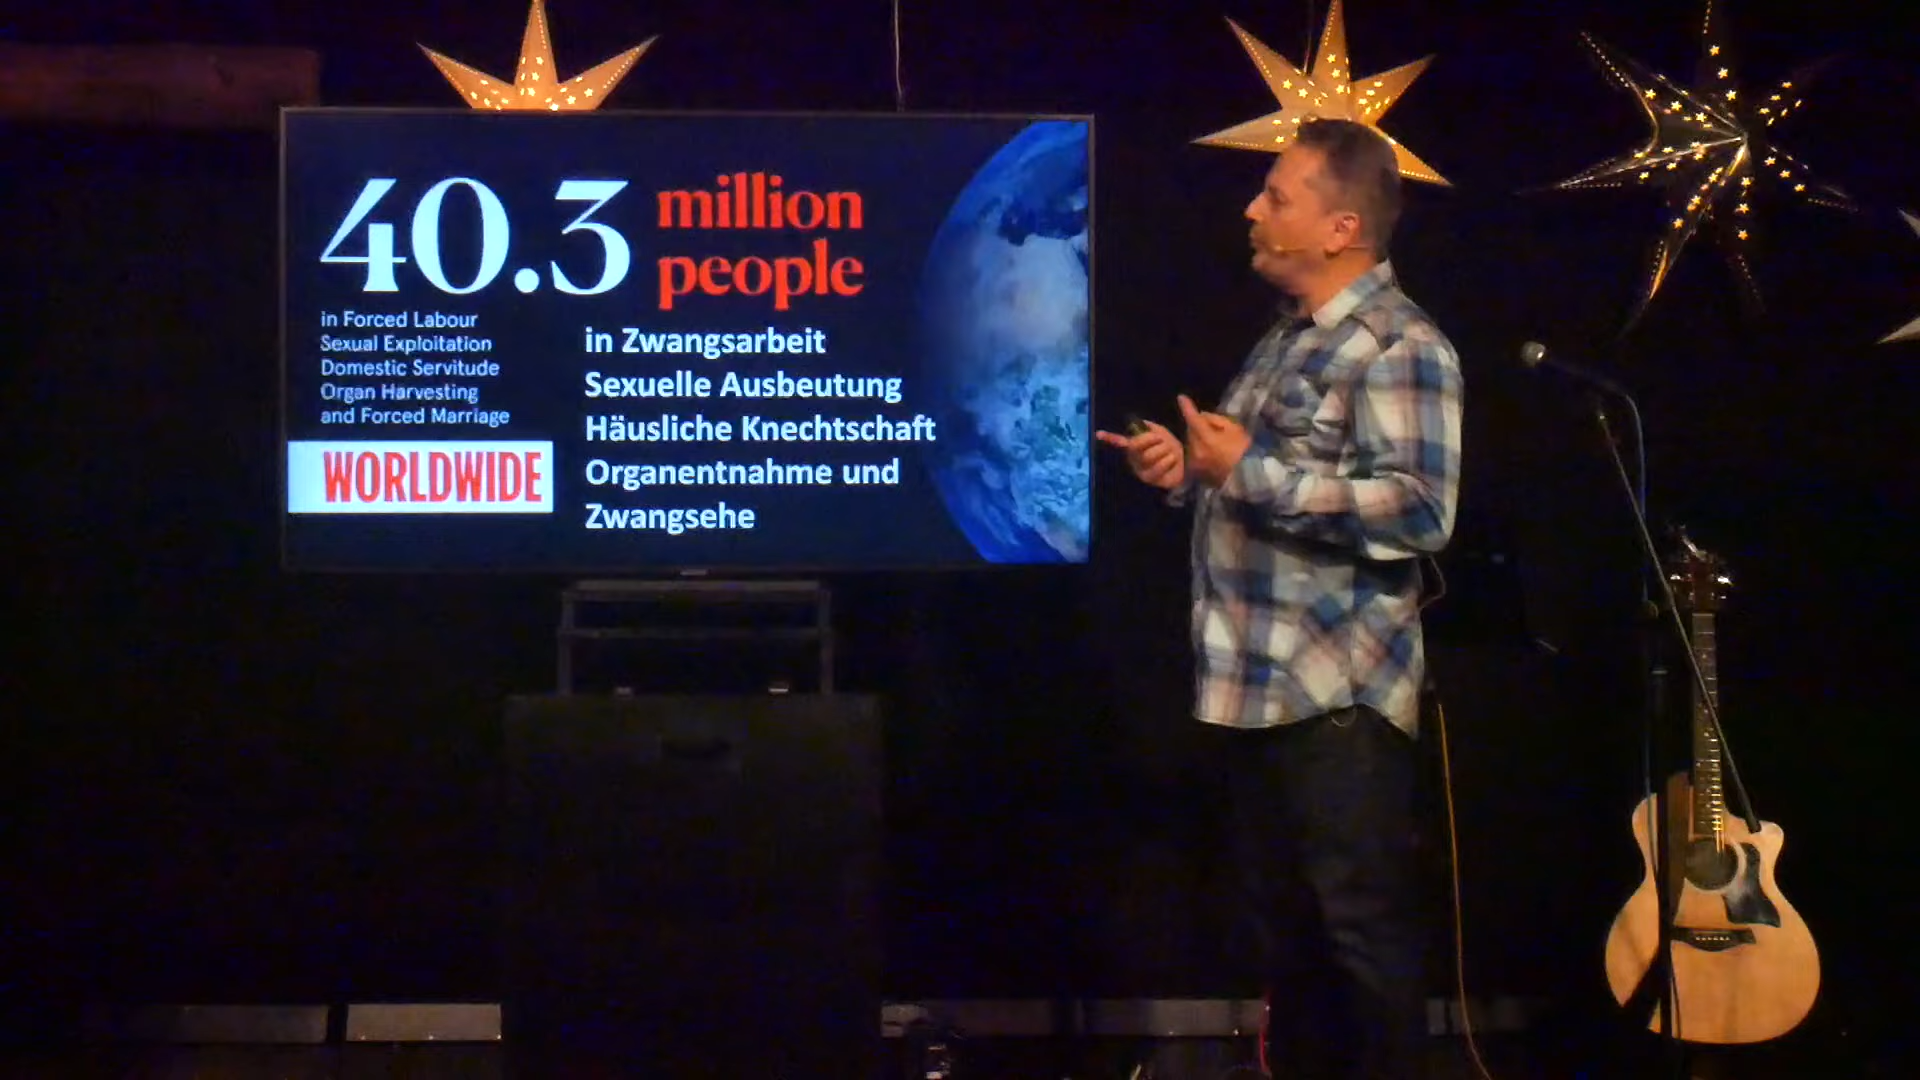 40.3 million
people
in Forced Labour
Sexual Exploitation
Domestic Servitude
Organ Harvesting
and Forced Marriage
WORLDWIDE
in Zwangsarbeit
Sexuelle Ausbeutung
Häusliche Knechtschaft
Organentnahme und
Zwangsehe